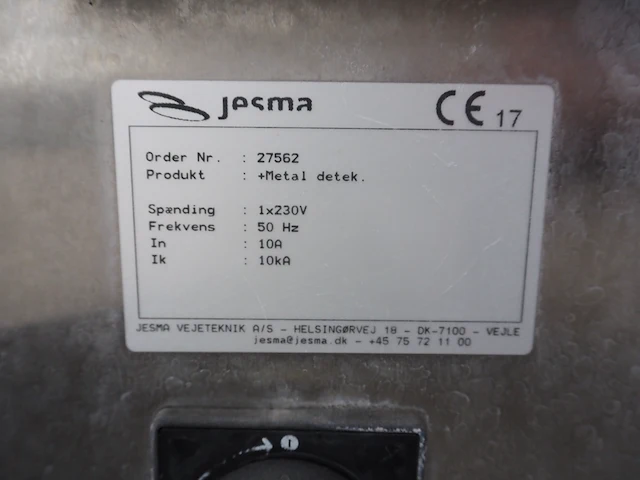 jesma CE 17
Order Nr. : 27562
Produkt : +Metal detek.
Spænding : 1x230V
Frekvens : 50 Hz
In : 10A
Ik : 10kA
JESMA VEJETEKNIK A/S - HELSINGØRVEJ 18 - DK-7100 - VEJLE
jesma@jesma.dk - +45 75 72 11 00
I